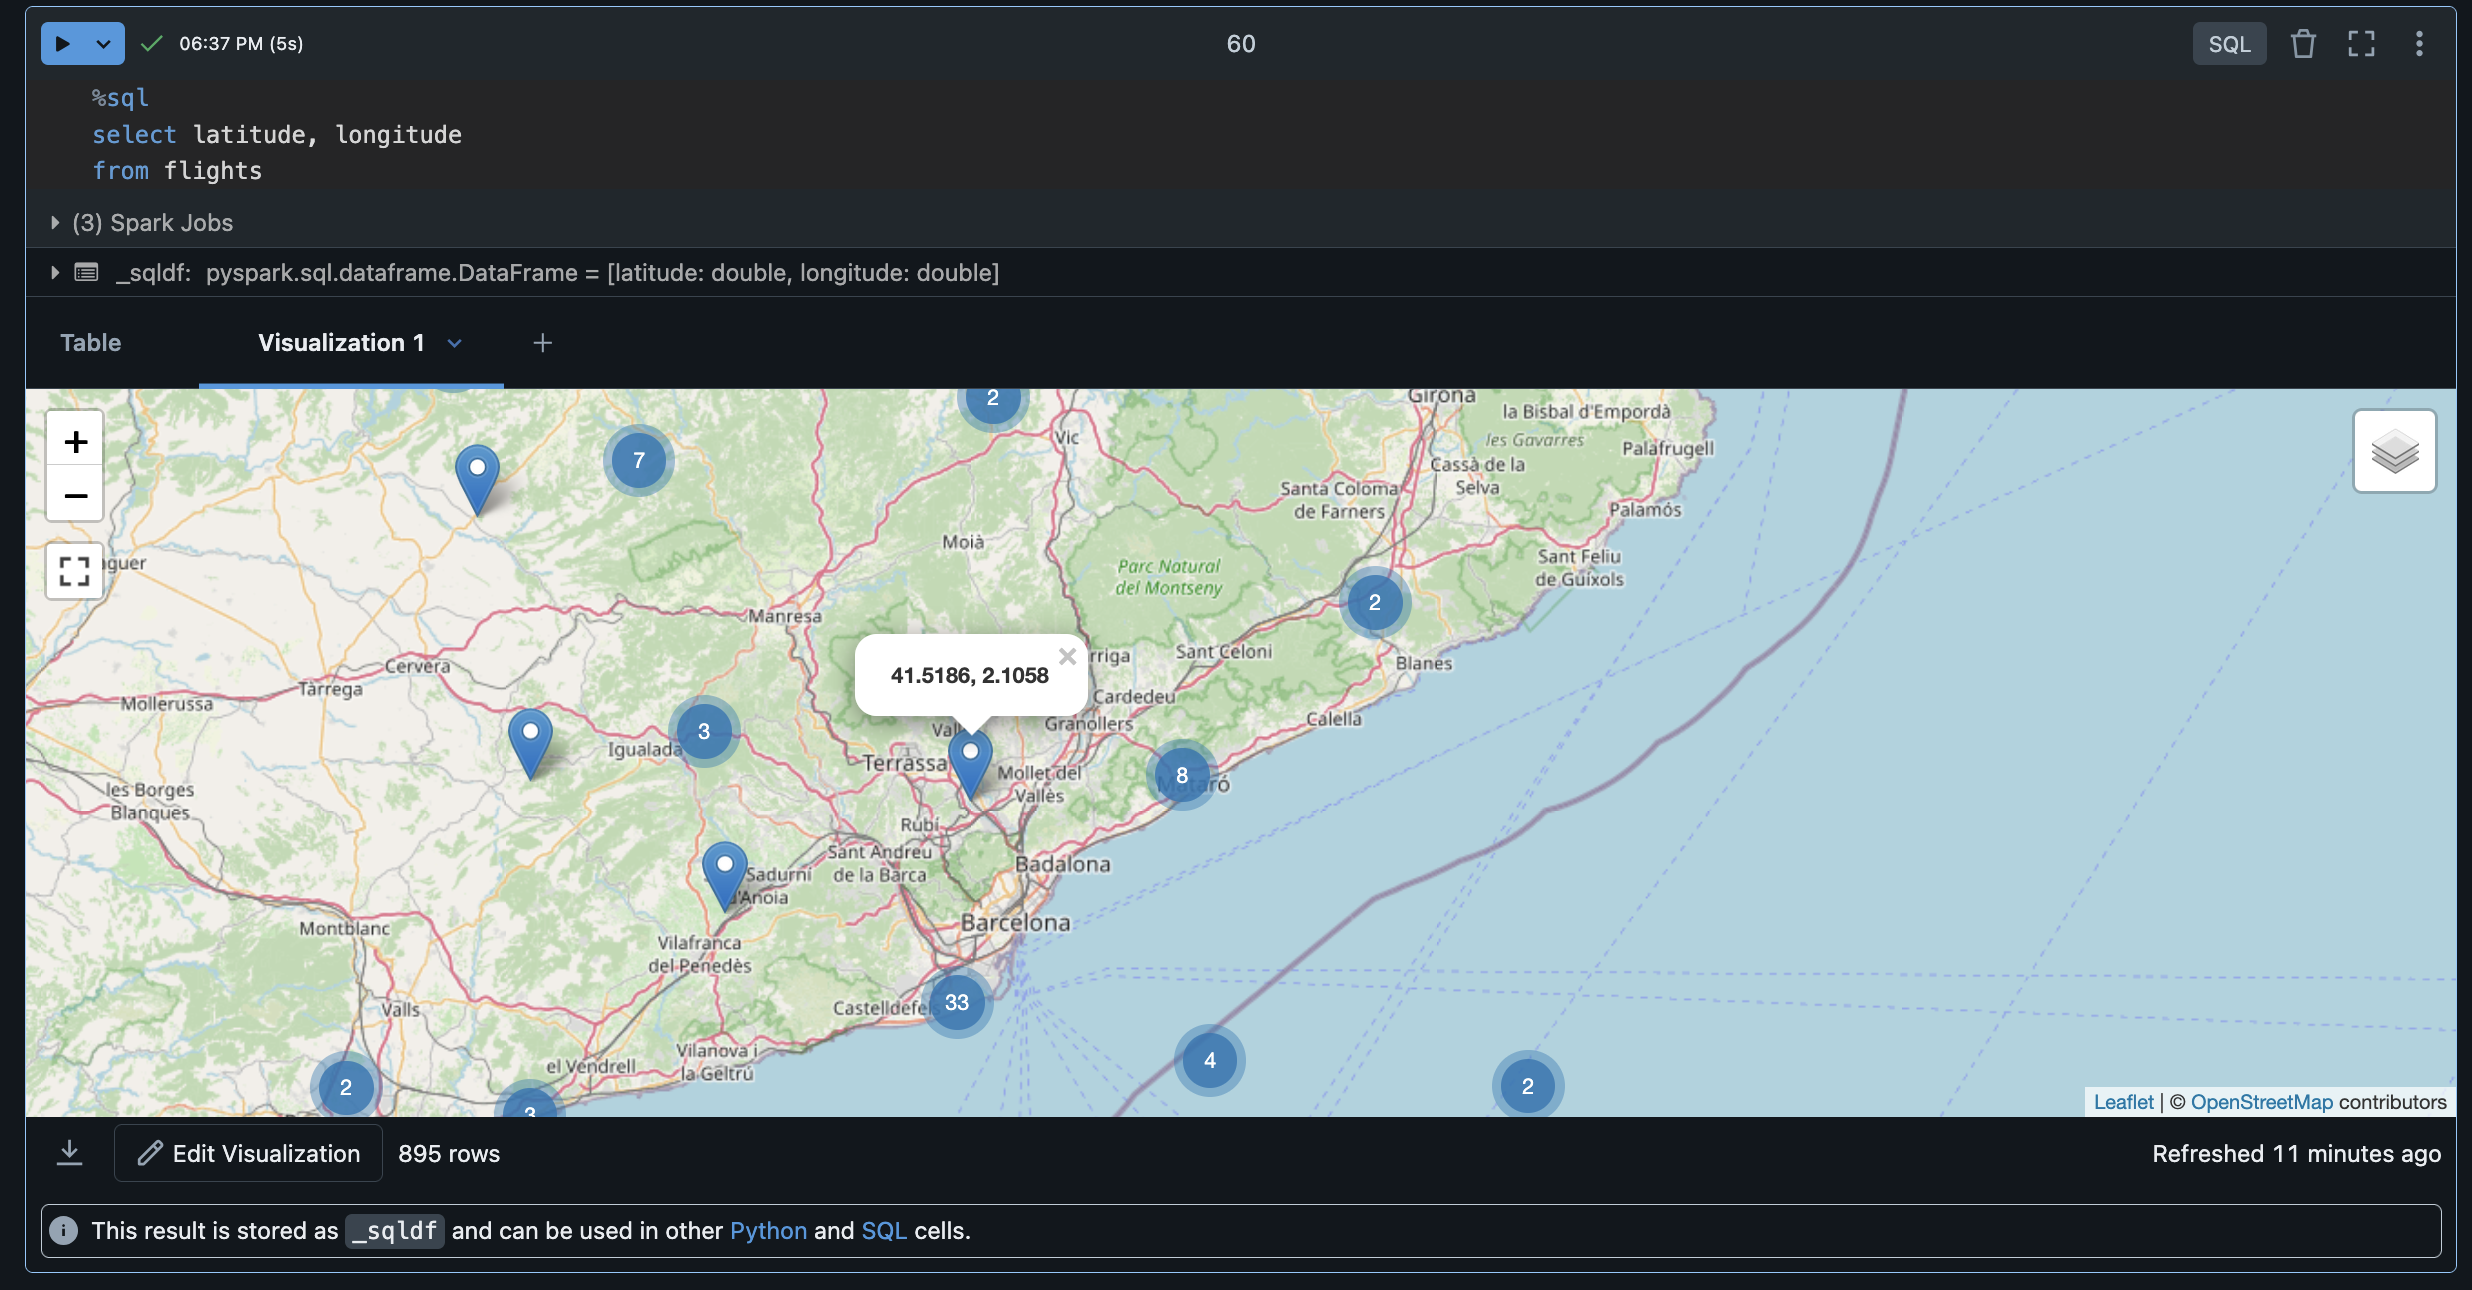 06:37 PM (5s)
60
SQL
%sql
select latitude, longitude
from flights
(3) Spark Jobs
_sqldf: pyspark.sql.dataframe.DataFrame = [latitude: double, longitude: double]
Table
Visualization 1
+
+
−
2
7
Vic
Girona
la Bisbal d'Empordà
les Gavarres
Palafrugell
Cassà de la
Selva
Santa Coloma
de Farners
Palamós
Moià
Parc Natural
del Montseny
Sant Feliu
de Guíxols
Manresa
2
Cervera
Tàrrega
Mollerussa
41.5186, 2.1058
Sant Celoni
Blanes
Cardedeu
Granollers
Calella
3
Igualada
Terrassa
Mollet del
Vallès
8
Mataró
les Borges
Blanques
Rubí
Sant Andreu
de la Barca
Badalona
Sadurní
d'Anoia
Barcelona
Montblanc
Vilafranca
del Penedès
33
Valls
Vilanova i
la Geltrú
el Vendrell
4
2
2
3
Leaflet | © OpenStreetMap contributors
Edit Visualization
895 rows
Refreshed 11 minutes ago
This result is stored as _sqldf and can be used in other Python and SQL cells.